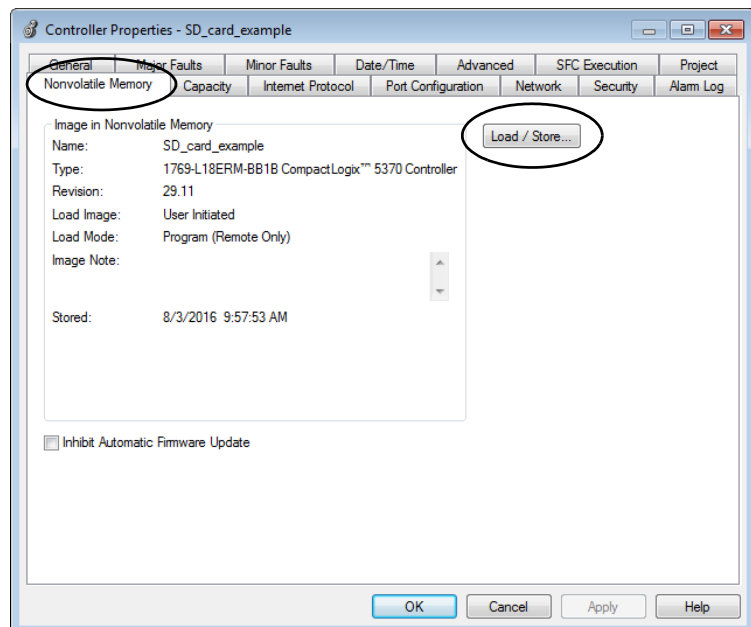 Controller Properties - SD_card_example
General Major Faults Minor Faults Date/Time Advanced SFC Execution Project
Nonvolatile Memory Capacity Internet Protocol Port Configuration Network Security Alarm Log
Image in Nonvolatile Memory
Load / Store...
Name: SD_card_example
Type: 1769-L18ERM-BB1B CompactLogix™ 5370 Controller
Revision: 29.11
Load Image: User Initiated
Load Mode: Program (Remote Only)
Image Note:
Stored: 8/3/2016 9:57:53 AM
Inhibit Automatic Firmware Update
OK Cancel Apply Help